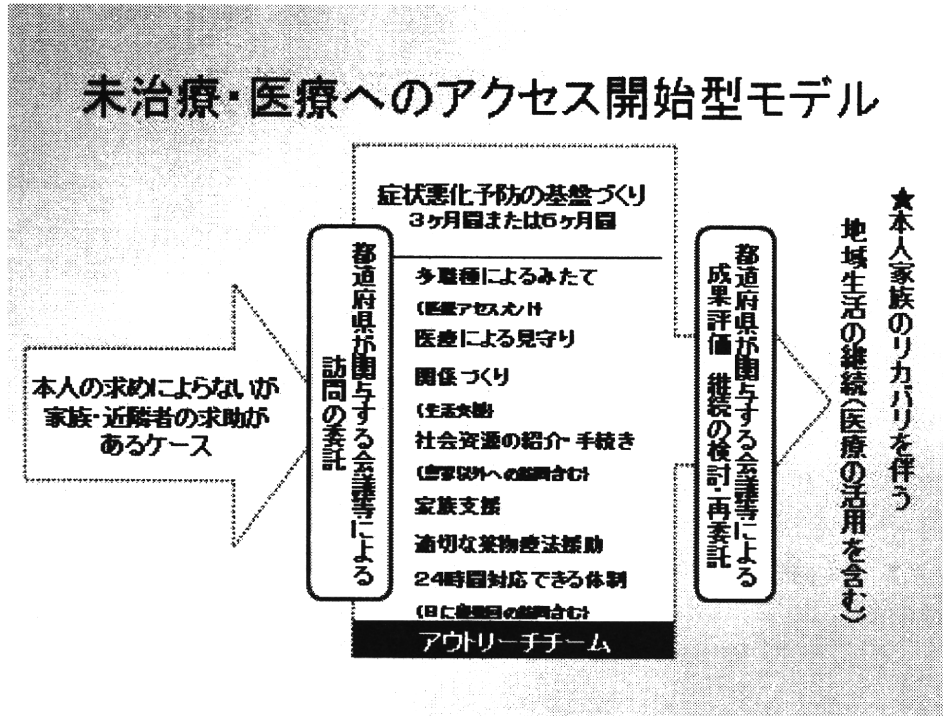 未治療・医療へのアクセス開始型モデル
本人の求めによらないが
家族・近隣者の求助が
あるケース
都道府県が関与する会議等による
訪問の委託
症状悪化予防の基盤づくり
3ヶ月間または6ヶ月間
多職種によるみたて
医療による見守り
関係づくり
(生活支援)
社会資源の紹介・手続き
家族支援
適切な薬物療法援助
24時間対応できる体制
アウトリーチチーム
都道府県が関与する会議等による
成果評価 継続の検討・再委託
★本人家族のリカバリを伴う
地域生活の継続(医療の活用を含む)